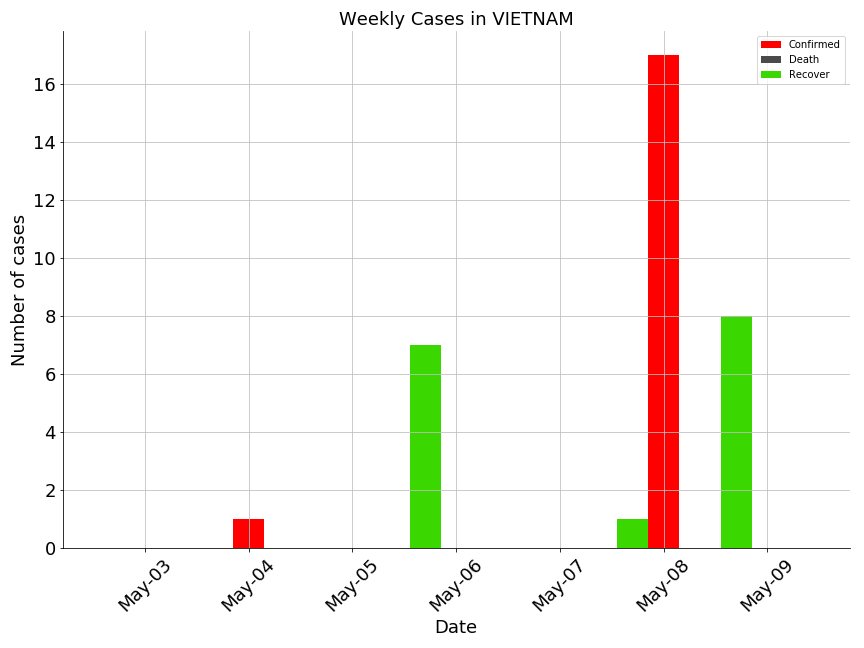 Weekly Cases in VIETNAM
Confirmed
Death
Recover
Number of cases
16
14
12
10
8
6
4
2
0
May-03
May-04
May-05
May-06
May-07
May-08
May-09
Date